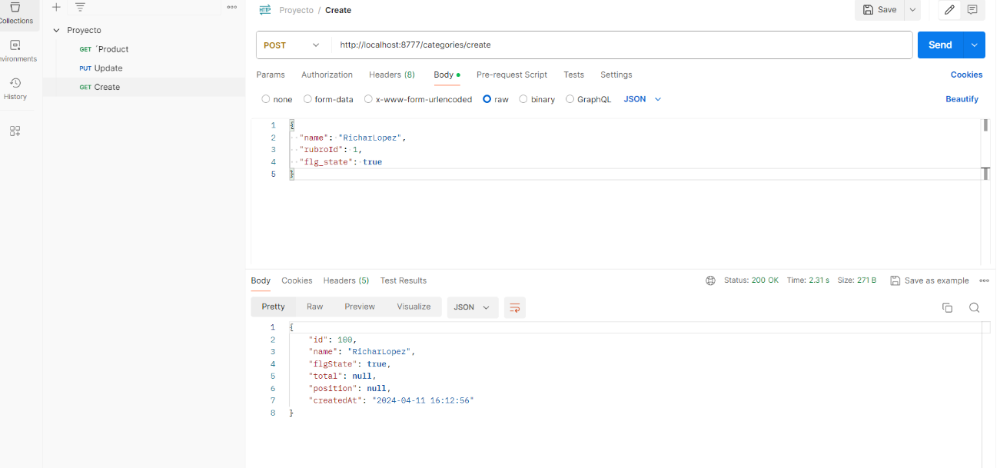 Collections
Environments
History
Proyecto
GET ´Product
PUT Update
GET Create
HTTP Proyecto / Create
Save
POST http://localhost:8777/categories/create
Send
Params Authorization Headers (8) Body Pre-request Script Tests Settings Cookies
none form-data x-www-form-urlencoded raw binary GraphQL JSON Beautify
1 {
2 "name": "RicharLopez",
3 "rubroId": 1,
4 "flg_state": true
5 }
Body Cookies Headers (5) Test Results Status: 200 OK Time: 2.31 s Size: 271 B Save as example
Pretty Raw Preview Visualize JSON
1 {
2 "id": 100,
3 "name": "RicharLopez",
4 "flgState": true,
5 "total": null,
6 "position": null,
7 "createdAt": "2024-04-11 16:12:56"
8 }